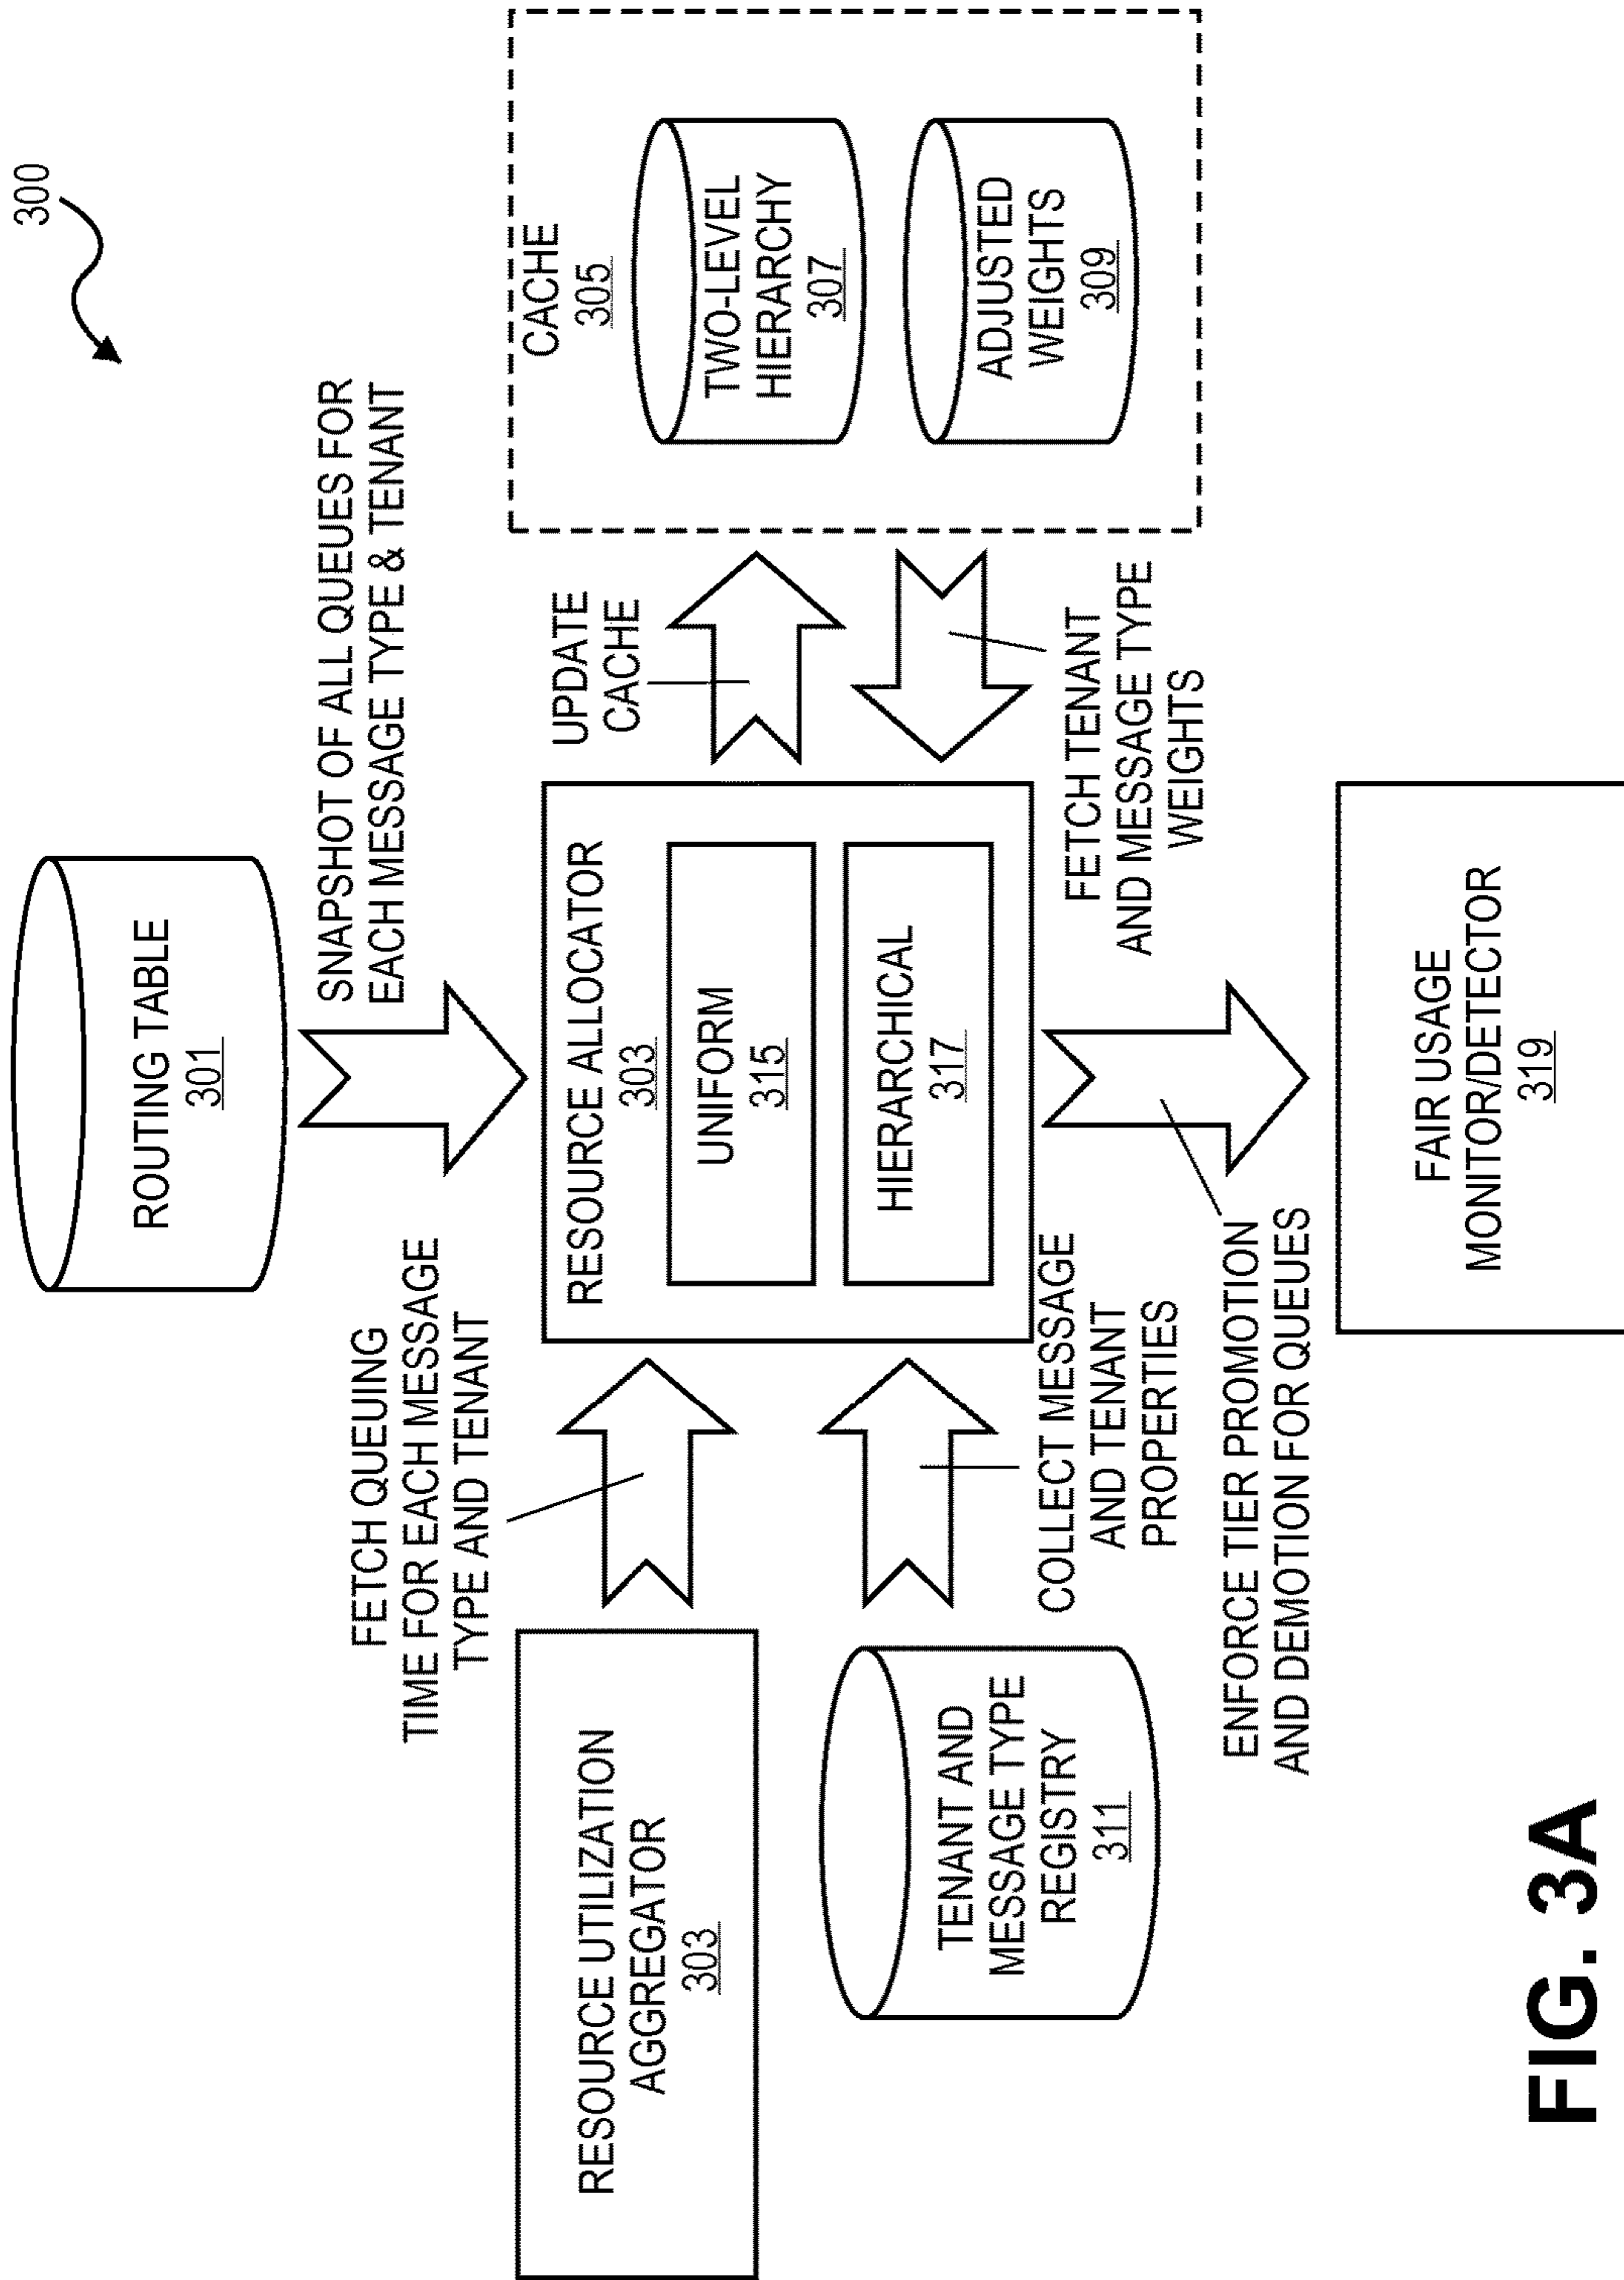 300
ROUTING TABLE
301
SNAPSHOT OF ALL QUEUES FOR
EACH MESSAGE TYPE & TENANT
FETCH QUEUING
TIME FOR EACH MESSAGE
TYPE AND TENANT
UPDATE
CACHE
CACHE
305
TWO-LEVEL
HIERARCHY
307
ADJUSTED
WEIGHTS
309
RESOURCE UTILIZATION
AGGREGATOR
303
RESOURCE ALLOCATOR
303
UNIFORM
315
HIERARCHICAL
317
TENANT AND
MESSAGE TYPE
REGISTRY
311
COLLECT MESSAGE
AND TENANT
PROPERTIES
FETCH TENANT
AND MESSAGE TYPE
WEIGHTS
ENFORCE TIER PROMOTION
AND DEMOTION FOR QUEUES
FAIR USAGE
MONITOR/DETECTOR
319
FIG. 3A